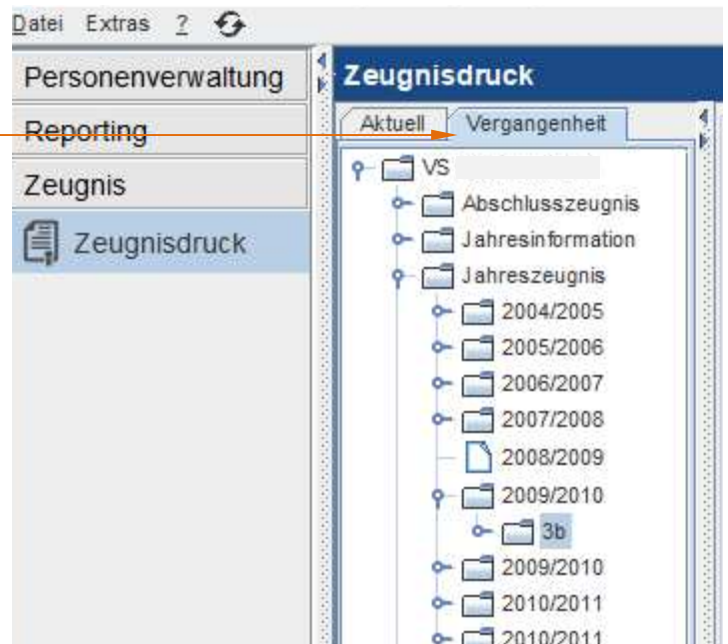 Datei Extras ?
Personenverwaltung
Reporting
Zeugnis
Zeugnisdruck
Zeugnisdruck
Aktuell Vergangenheit
VS
Abschlusszeugnis
Jahresinformation
Jahreszeugnis
2004/2005
2005/2006
2006/2007
2007/2008
2008/2009
2009/2010
3b
2009/2010
2010/2011
2010/2011